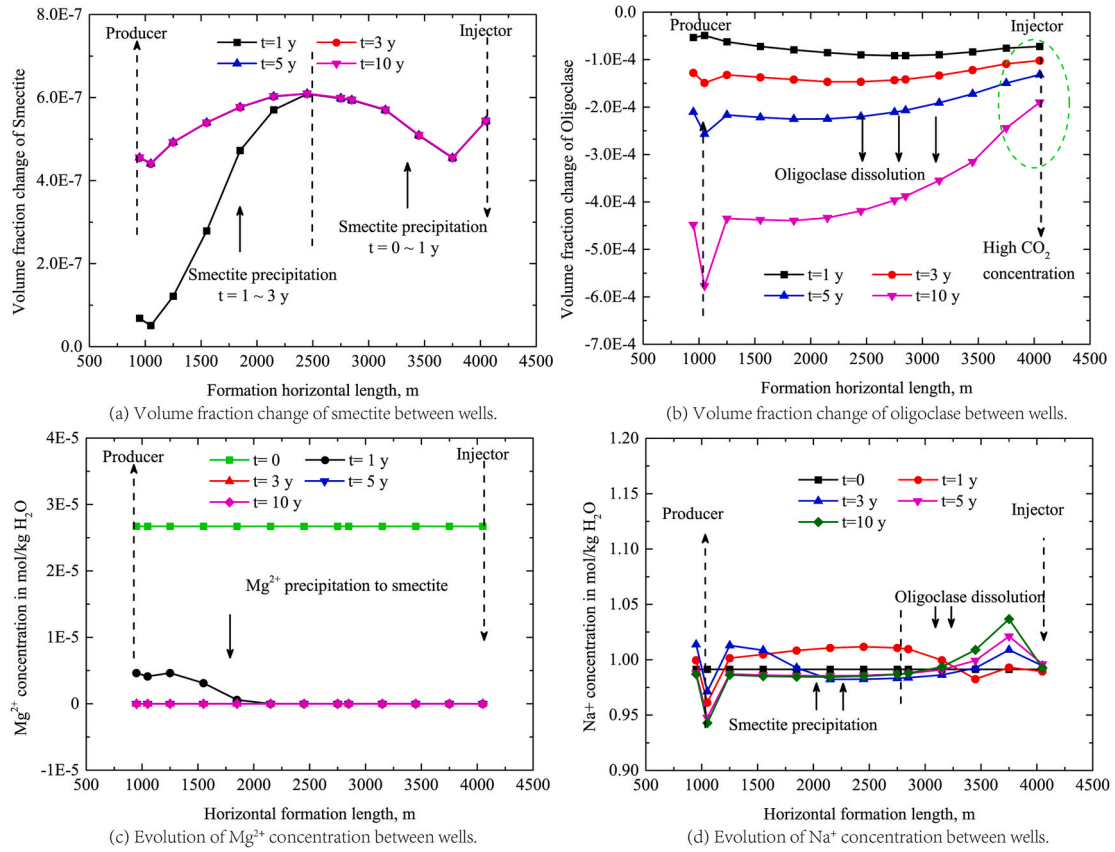 8.0E-7
6.0E-7
4.0E-7
2.0E-7
0.0
Volume fraction change of Smectite
Producer
Injector
t=1 y
t=3 y
t=5 y
t=10 y
Smectite precipitation
t = 0 ~ 1 y
Smectite precipitation
t = 1 ~ 3 y
500 1000 1500 2000 2500 3000 3500 4000 4500
Formation horizontal length, m
(a) Volume fraction change of smectite between wells.
0.0
-1.0E-4
-2.0E-4
-3.0E-4
-4.0E-4
-5.0E-4
-6.0E-4
-7.0E-4
Volume fraction change of Oligoclase
Producer
Injector
Oligoclase dissolution
High CO2
concentration
t=1 y
t=3 y
t=5 y
t=10 y
500 1000 1500 2000 2500 3000 3500 4000 4500
Formation horizontal length, m
(b) Volume fraction change of oligoclase between wells.
4E-5
3E-5
2E-5
1E-5
0
-1E-5
Mg2+ concentration in mol/kg H2O
Producer
Injector
t= 0
t= 1 y
t= 3 y
t= 5 y
t= 10 y
Mg2+ precipitation to smectite
500 1000 1500 2000 2500 3000 3500 4000 4500
Horizontal formation length, m
(c) Evolution of Mg2+ concentration between wells.
1.20
1.15
1.10
1.05
1.00
0.95
0.90
Na+ concentration in mol/kg H2O
t=0
t=1 y
t=3 y
t=5 y
t=10 y
Producer
Injector
Oligoclase dissolution
Smectite precipitation
500 1000 1500 2000 2500 3000 3500 4000 4500
Horizontal formation length, m
(d) Evolution of Na+ concentration between wells.